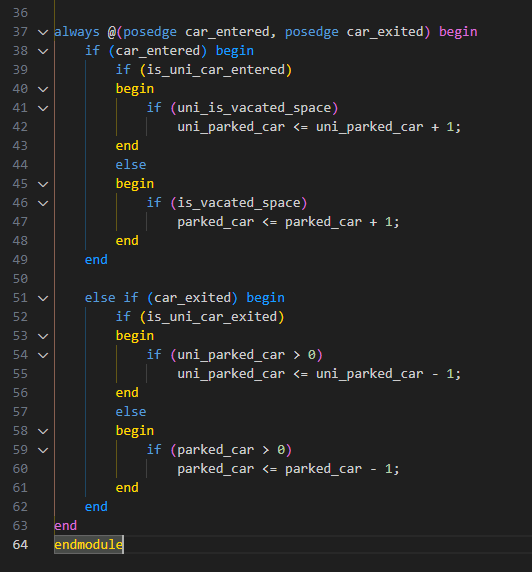 36
37 always @(posedge car_entered, posedge car_exited) begin
38     if (car_entered) begin
39         if (is_uni_car_entered)
40         begin
41             if (uni_is_vacated_space)
42                 uni_parked_car <= uni_parked_car + 1;
43         end
44         else
45         begin
46             if (is_vacated_space)
47                 parked_car <= parked_car + 1;
48         end
49     end
50
51     else if (car_exited) begin
52         if (is_uni_car_exited)
53         begin
54             if (uni_parked_car > 0)
55                 uni_parked_car <= uni_parked_car - 1;
56         end
57         else
58         begin
59             if (parked_car > 0)
60                 parked_car <= parked_car - 1;
61         end
62     end
63 end
64 endmodule